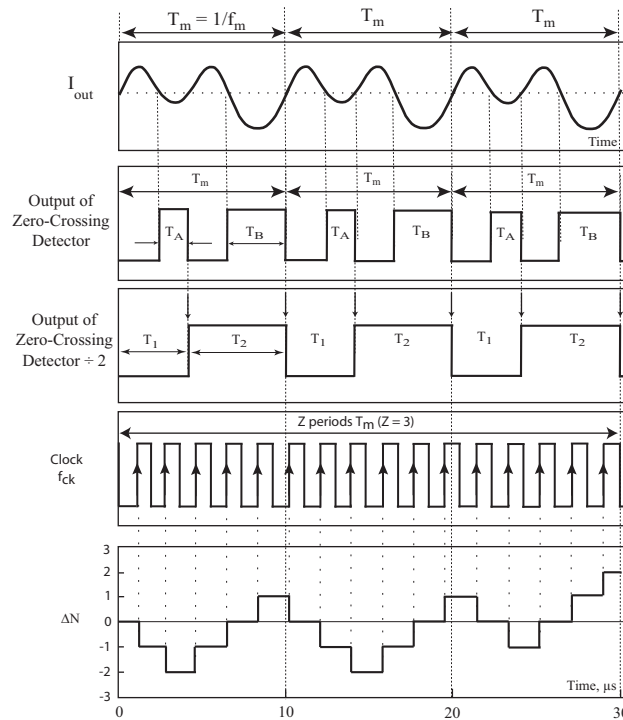 T_m = 1/f_m T_m T_m
I_out
Time
T_m T_m T_m
Output of
Zero-Crossing
Detector
T_A T_B T_A T_B T_A T_B
Output of
Zero-Crossing
Detector ÷ 2
T_1 T_2 T_1 T_2 T_1 T_2
Z periods T_m (Z = 3)
Clock
f_ck
3
2
1
ΔN
0
-1
-2
-3
Time, µs
0 10 20 30